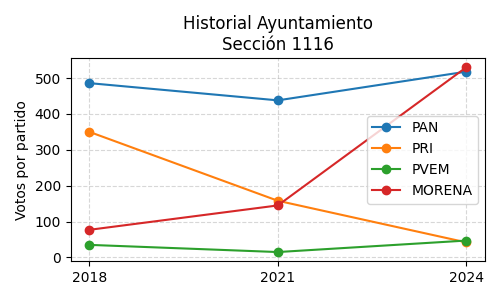 Historial Ayuntamiento
Sección 1116
Votos por partido
500
400
300
200
100
0
2018
2021
2024
PAN
PRI
PVEM
MORENA